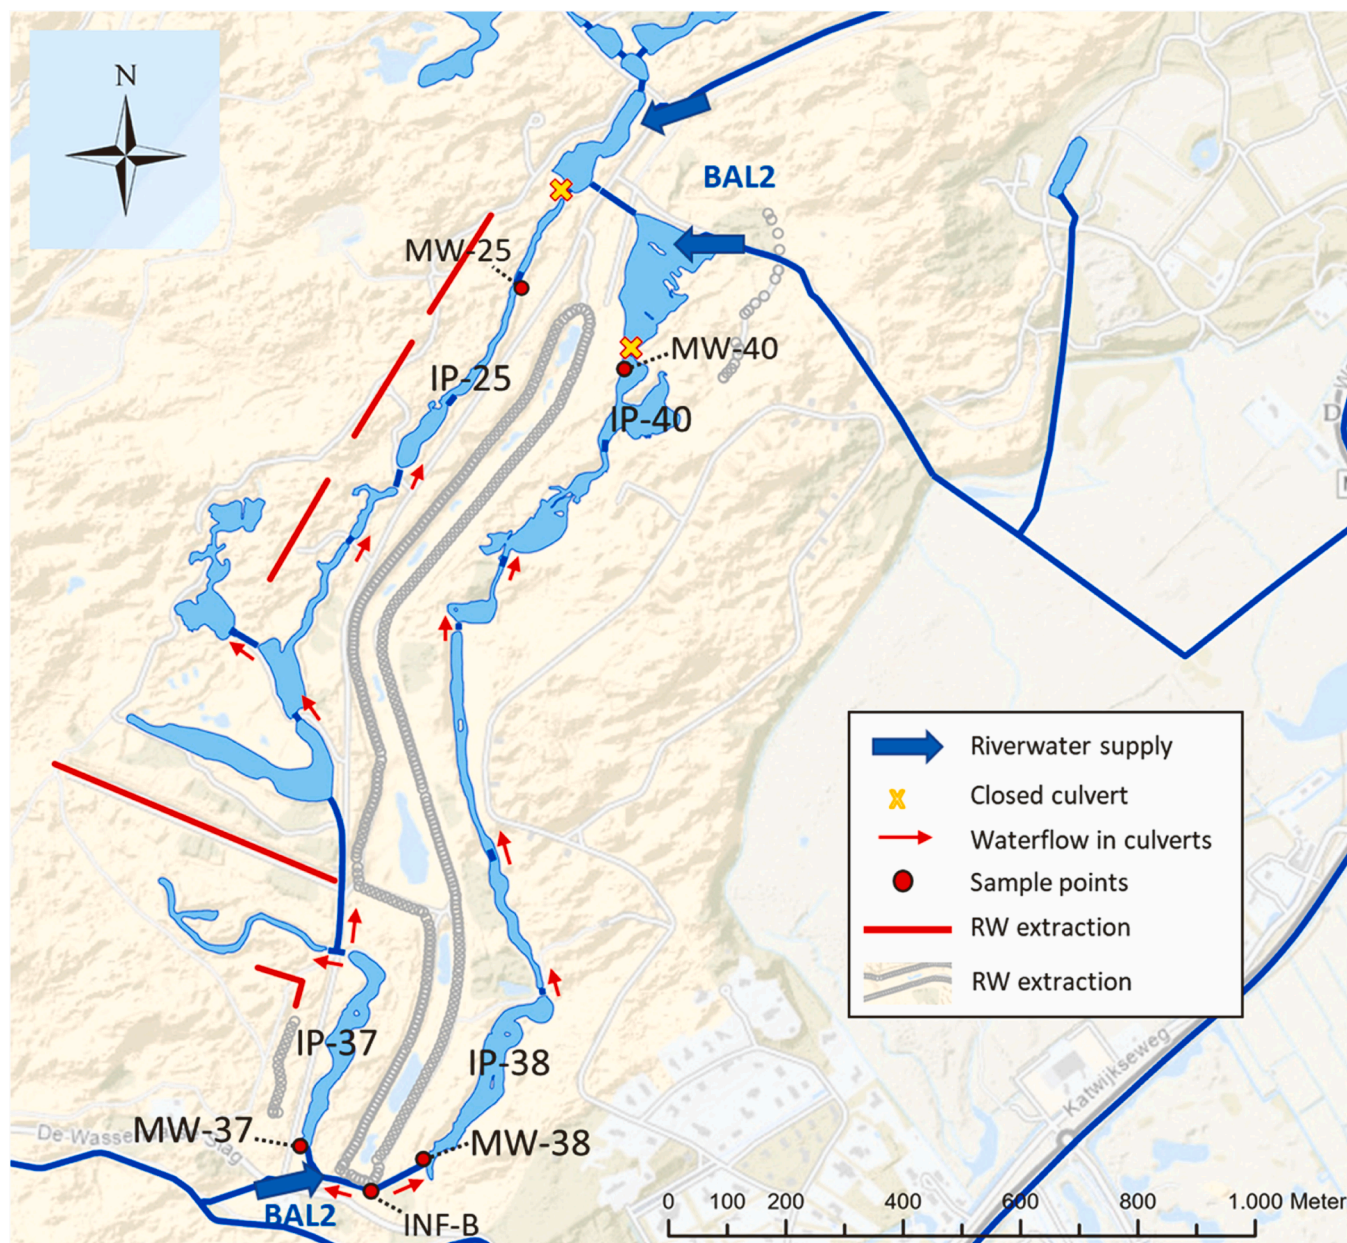 N
BAL2
MW-25
MW-40
IP-25
IP-40
D
Riverwater supply
Closed culvert
Waterflow in culverts
Sample points
RW extraction
RW extraction
IP-37
IP-38
Katwijkseweg
MW-37
MW-38
BAL2
INF-B
0 100 200 400 600 800 1.000 Meter